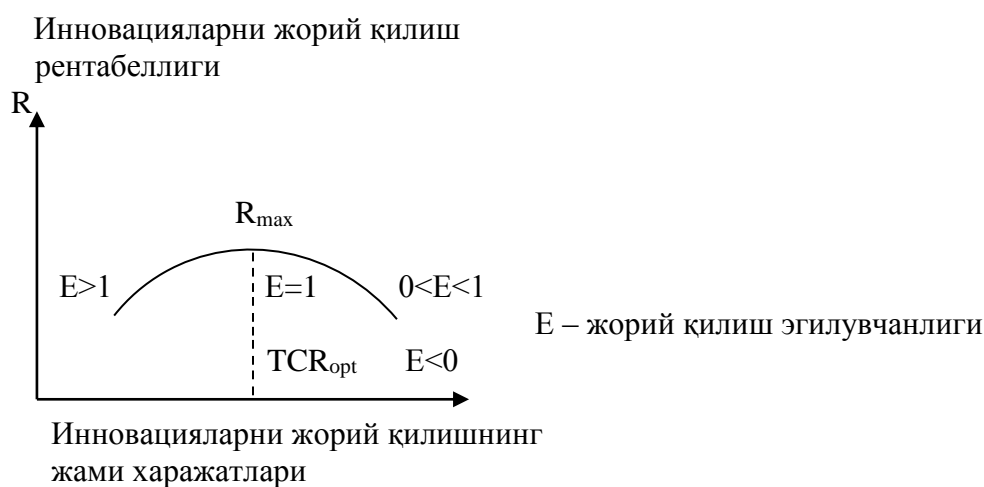 Инновацияларни жорий қилиш
рентабеллиги
R
Rmax
E>1
E=1
0<E<1
E – жорий қилиш эгилувчанлиги
TCRopt
E<0
Инновацияларни жорий қилишнинг
жами харажатлари